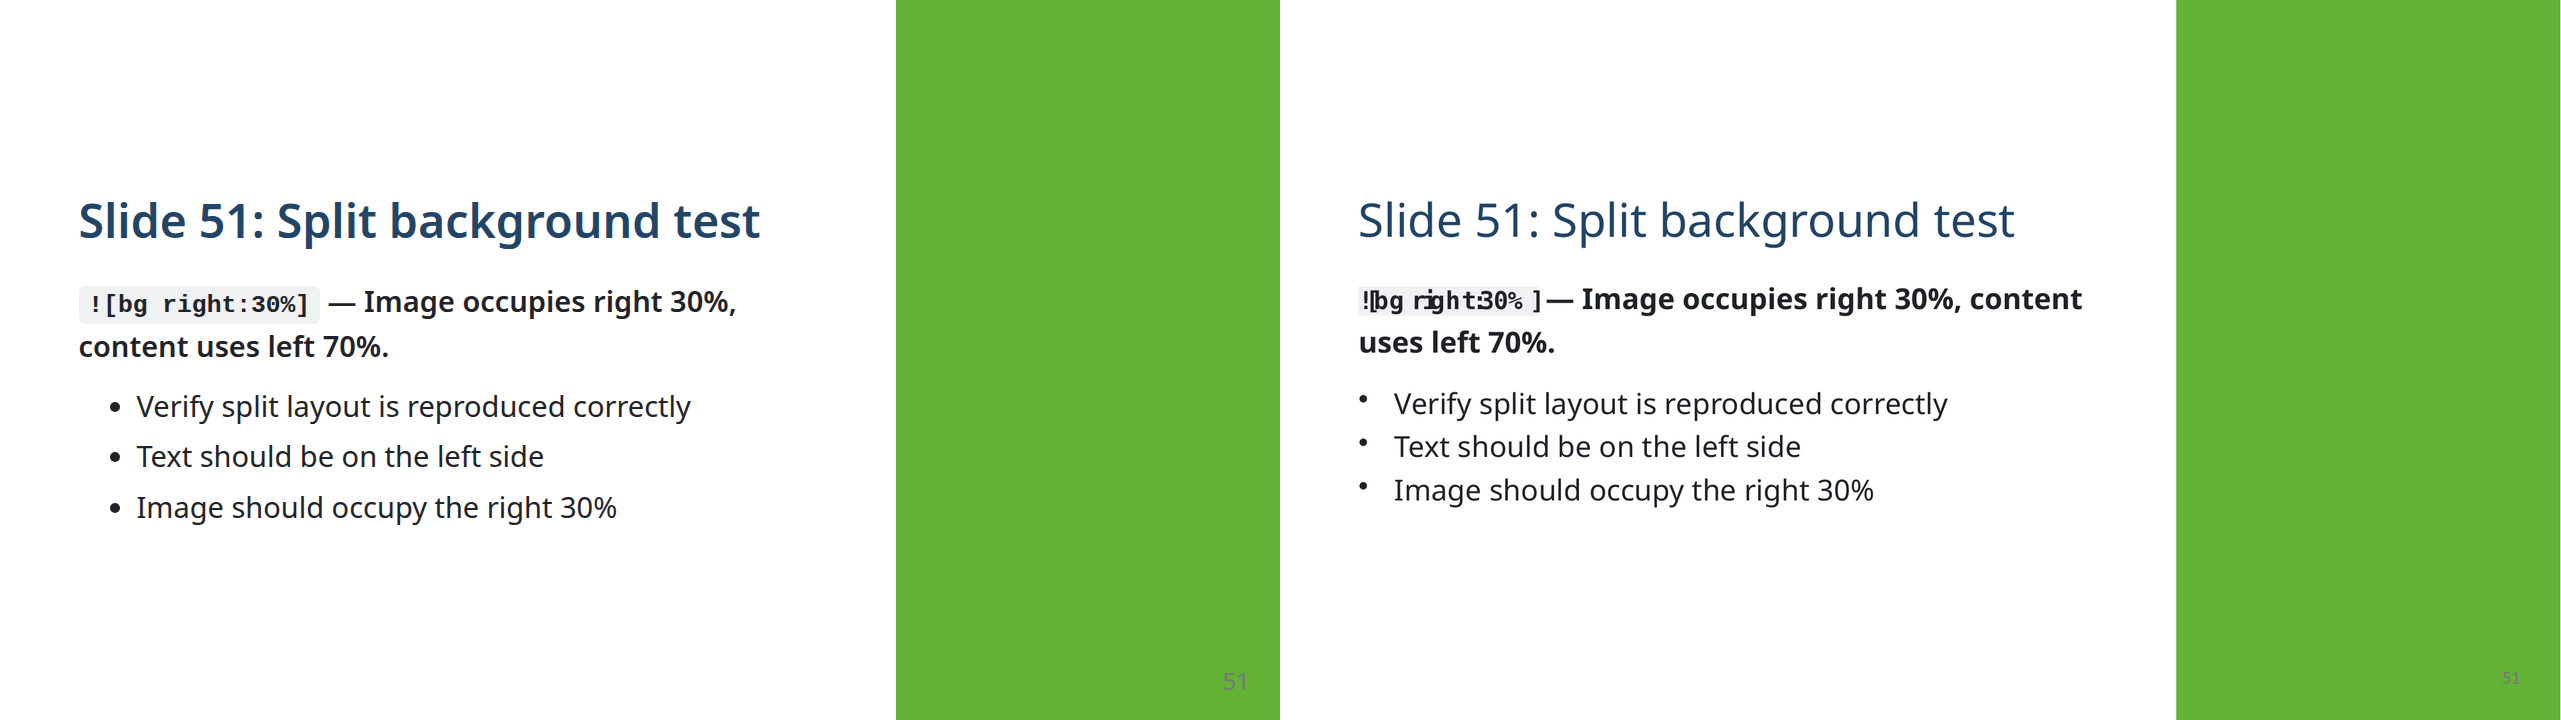 Slide 51: Split background test
![bg right:30%] — Image occupies right 30%,
content uses left 70%.
• Verify split layout is reproduced correctly
• Text should be on the left side
• Image should occupy the right 30%
51
Slide 51: Split background test
![bg right:30% ]— Image occupies right 30%, content
uses left 70%.
• Verify split layout is reproduced correctly
• Text should be on the left side
• Image should occupy the right 30%
51